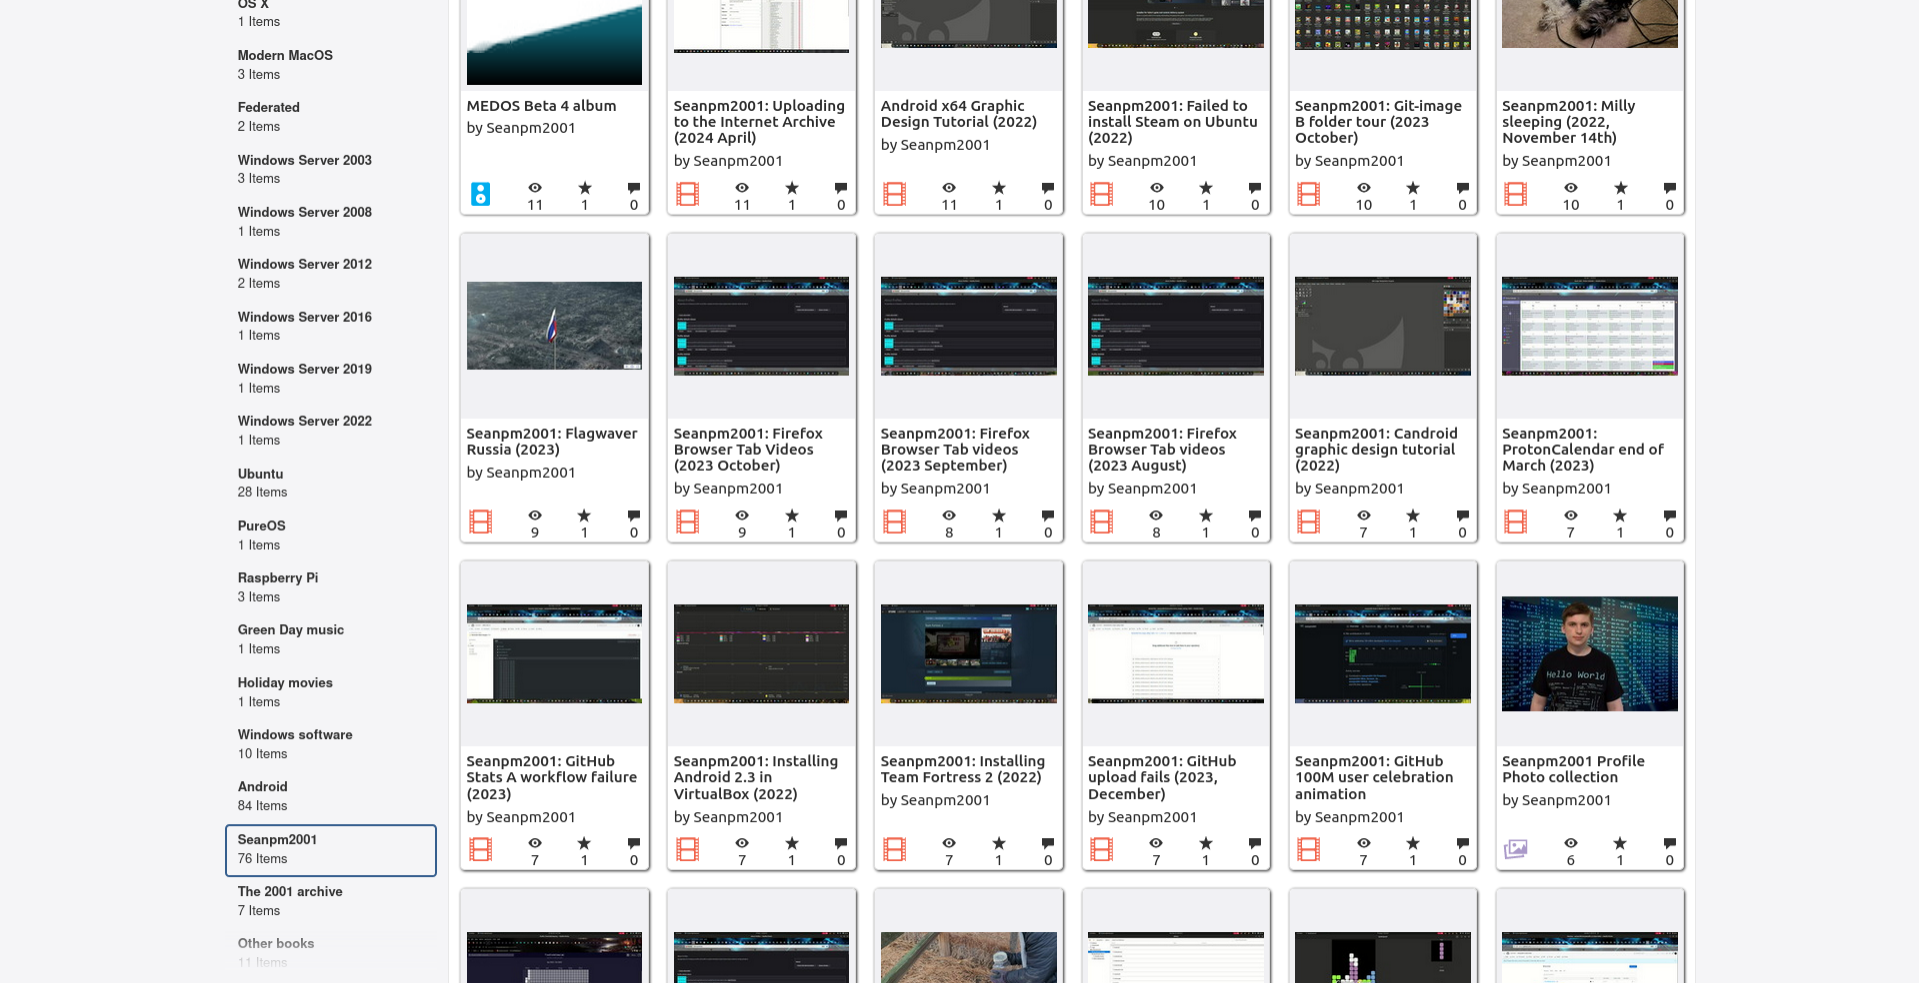 OS X
1 Items
Modern MacOS
3 Items
Federated
2 Items
Windows Server 2003
3 Items
Windows Server 2008
1 Items
Windows Server 2012
2 Items
Windows Server 2016
1 Items
Windows Server 2019
1 Items
Windows Server 2022
1 Items
Ubuntu
28 Items
PureOS
1 Items
Raspberry Pi
3 Items
Green Day music
1 Items
Holiday movies
1 Items
Windows software
10 Items
Android
84 Items
Seanpm2001
76 Items
The 2001 archive
7 Items
Other books
11 Items
MEDOS Beta 4 album
by Seanpm2001
11 1 0
Seanpm2001: Uploading
to the Internet Archive
(2024 April)
by Seanpm2001
11 1 0
Android x64 Graphic
Design Tutorial (2022)
by Seanpm2001
11 1 0
Seanpm2001: Failed to
install Steam on Ubuntu
(2022)
by Seanpm2001
10 1 0
Seanpm2001: Git-image
B folder tour (2023
October)
by Seanpm2001
10 1 0
Seanpm2001: Milly
sleeping (2022,
November 14th)
by Seanpm2001
10 1 0
Seanpm2001: Flagwaver
Russia (2023)
by Seanpm2001
9 1 0
Seanpm2001: Firefox
Browser Tab Videos
(2023 October)
by Seanpm2001
9 1 0
Seanpm2001: Firefox
Browser Tab videos
(2023 September)
by Seanpm2001
8 1 0
Seanpm2001: Firefox
Browser Tab videos
(2023 August)
by Seanpm2001
8 1 0
Seanpm2001: Candroid
graphic design tutorial
(2022)
by Seanpm2001
7 1 0
Seanpm2001:
ProtonCalendar end of
March (2023)
by Seanpm2001
7 1 0
Seanpm2001: GitHub
Stats A workflow failure
(2023)
by Seanpm2001
7 1 0
Seanpm2001: Installing
Android 2.3 in
VirtualBox (2022)
by Seanpm2001
7 1 0
Seanpm2001: Installing
Team Fortress 2 (2022)
by Seanpm2001
7 1 0
Seanpm2001: GitHub
upload fails (2023,
December)
by Seanpm2001
7 1 0
Seanpm2001: GitHub
100M user celebration
animation
by Seanpm2001
7 1 0
Hello World
Seanpm2001 Profile
Photo collection
by Seanpm2001
6 1 0